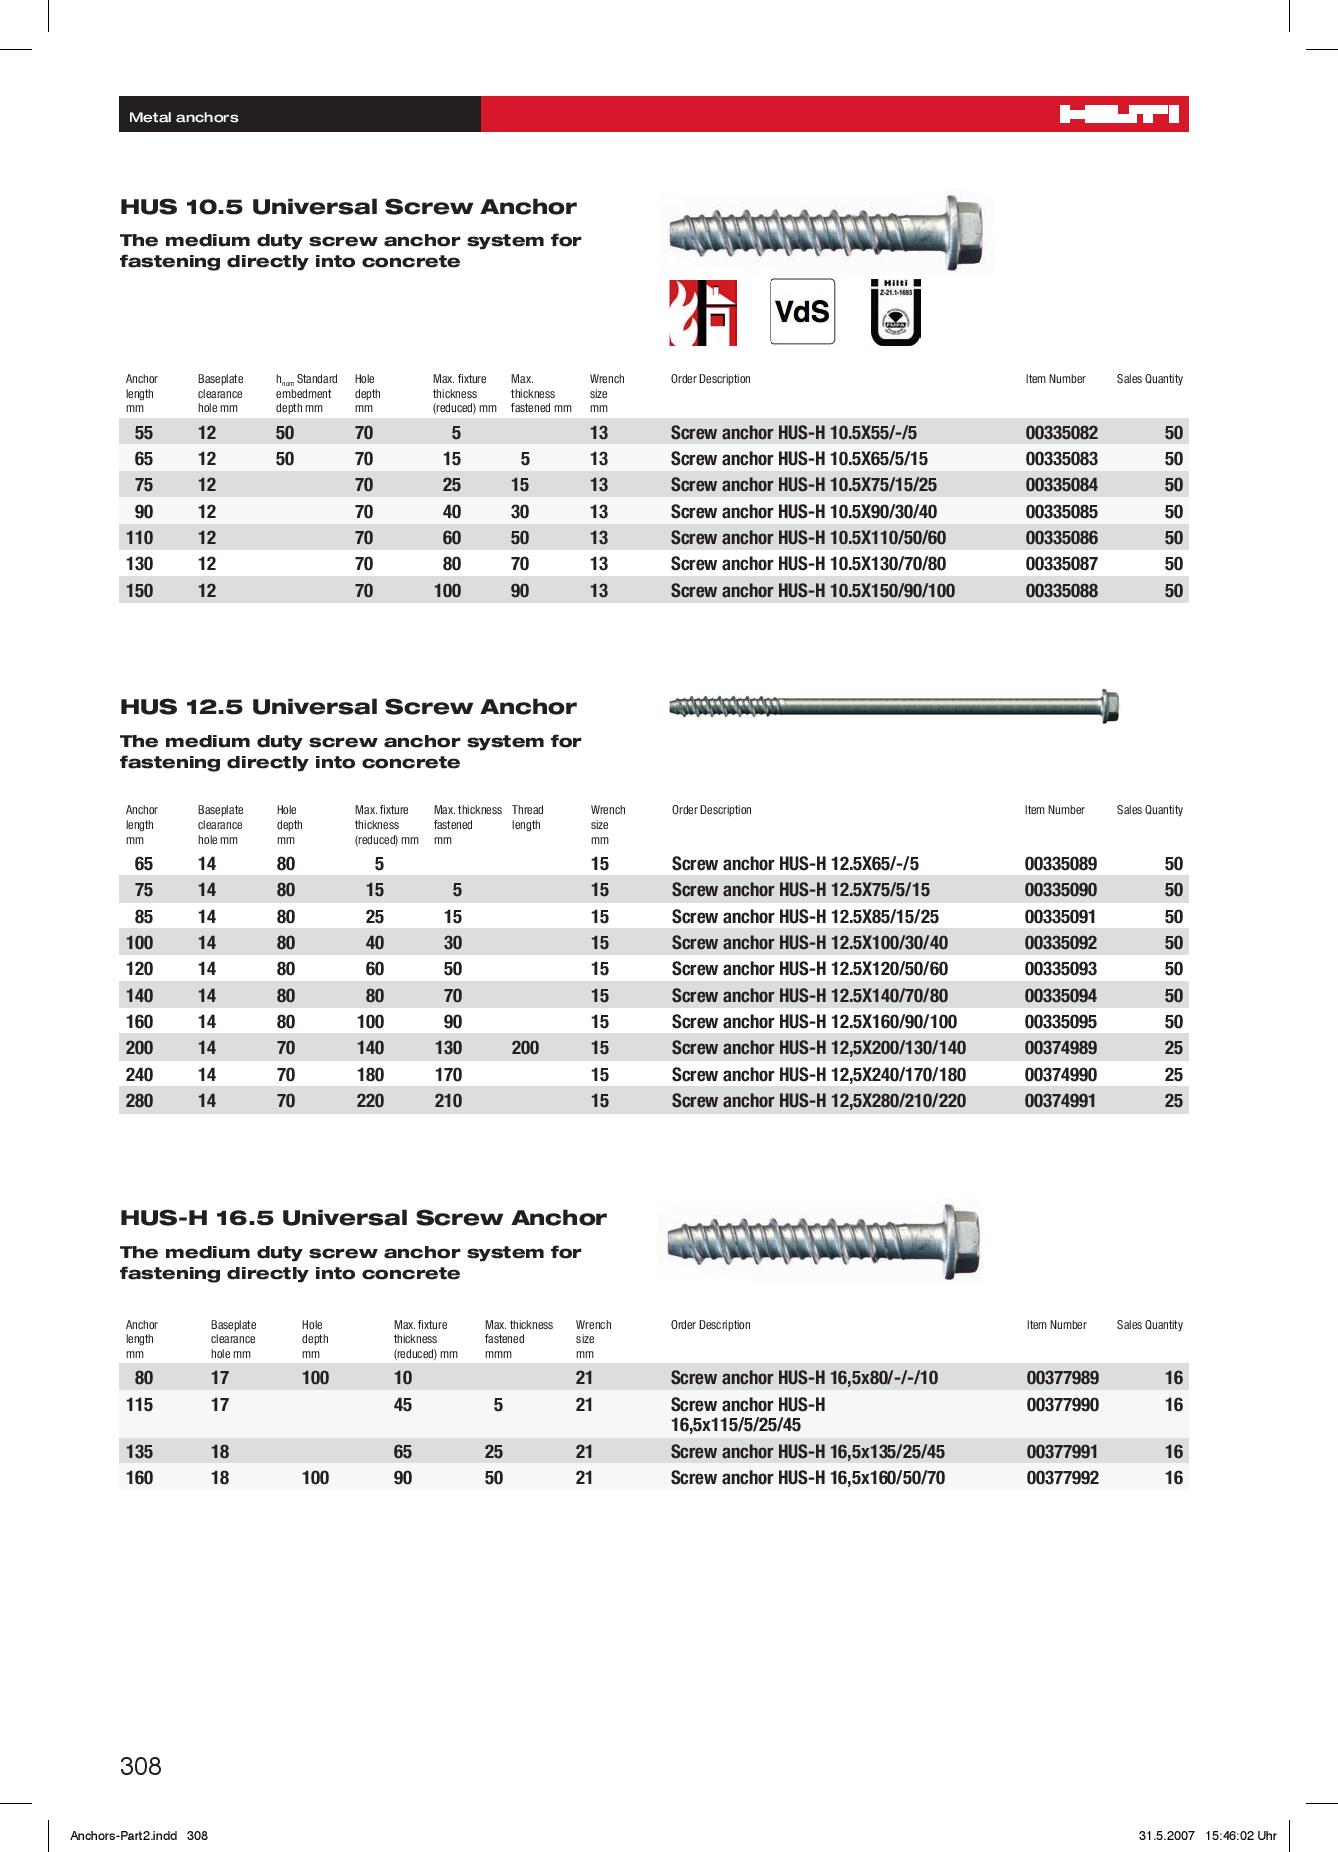 Metal anchors
HILTI
HUS 10.5 Universal Screw Anchor
The medium duty screw anchor system for
fastening directly into concrete
VdS
Hilti
Z-21.1-1693
FMPA
Anchor length mm Baseplate clearance hole mm hnom Standard embedment depth mm Hole depth mm Max. fixture thickness (reduced) mm Max. thickness fastened mm Wrench size mm Order Description Item Number Sales Quantity
55 12 50 70 5 13 Screw anchor HUS-H 10.5X55/-/5 00335082 50
65 12 50 70 15 5 13 Screw anchor HUS-H 10.5X65/5/15 00335083 50
75 12 70 25 15 13 Screw anchor HUS-H 10.5X75/15/25 00335084 50
90 12 70 40 30 13 Screw anchor HUS-H 10.5X90/30/40 00335085 50
110 12 70 60 50 13 Screw anchor HUS-H 10.5X110/50/60 00335086 50
130 12 70 80 70 13 Screw anchor HUS-H 10.5X130/70/80 00335087 50
150 12 70 100 90 13 Screw anchor HUS-H 10.5X150/90/100 00335088 50
HUS 12.5 Universal Screw Anchor
The medium duty screw anchor system for
fastening directly into concrete
Anchor length mm Baseplate clearance hole mm Hole depth mm Max. fixture thickness (reduced) mm Max. thickness fastened mm Thread length Wrench size mm Order Description Item Number Sales Quantity
65 14 80 5 15 Screw anchor HUS-H 12.5X65/-/5 00335089 50
75 14 80 15 5 15 Screw anchor HUS-H 12.5X75/5/15 00335090 50
85 14 80 25 15 15 Screw anchor HUS-H 12.5X85/15/25 00335091 50
100 14 80 40 30 15 Screw anchor HUS-H 12.5X100/30/40 00335092 50
120 14 80 60 50 15 Screw anchor HUS-H 12.5X120/50/60 00335093 50
140 14 80 80 70 15 Screw anchor HUS-H 12.5X140/70/80 00335094 50
160 14 80 100 90 15 Screw anchor HUS-H 12.5X160/90/100 00335095 50
200 14 70 140 130 200 15 Screw anchor HUS-H 12,5X200/130/140 00374989 25
240 14 70 180 170 15 Screw anchor HUS-H 12,5X240/170/180 00374990 25
280 14 70 220 210 15 Screw anchor HUS-H 12,5X280/210/220 00374991 25
HUS-H 16.5 Universal Screw Anchor
The medium duty screw anchor system for
fastening directly into concrete
Anchor length mm Baseplate clearance hole mm Hole depth mm Max. fixture thickness (reduced) mm Max. thickness fastened mmm Wrench size mm Order Description Item Number Sales Quantity
80 17 100 10 21 Screw anchor HUS-H 16,5x80/-/-/10 00377989 16
115 17 45 5 21 Screw anchor HUS-H 00377990 16
16,5x115/5/25/45
135 18 65 25 21 Screw anchor HUS-H 16,5x135/25/45 00377991 16
160 18 100 90 50 21 Screw anchor HUS-H 16,5x160/50/70 00377992 16
308
Anchors-Part2.indd 308 31.5.2007 15:46:02 Uhr